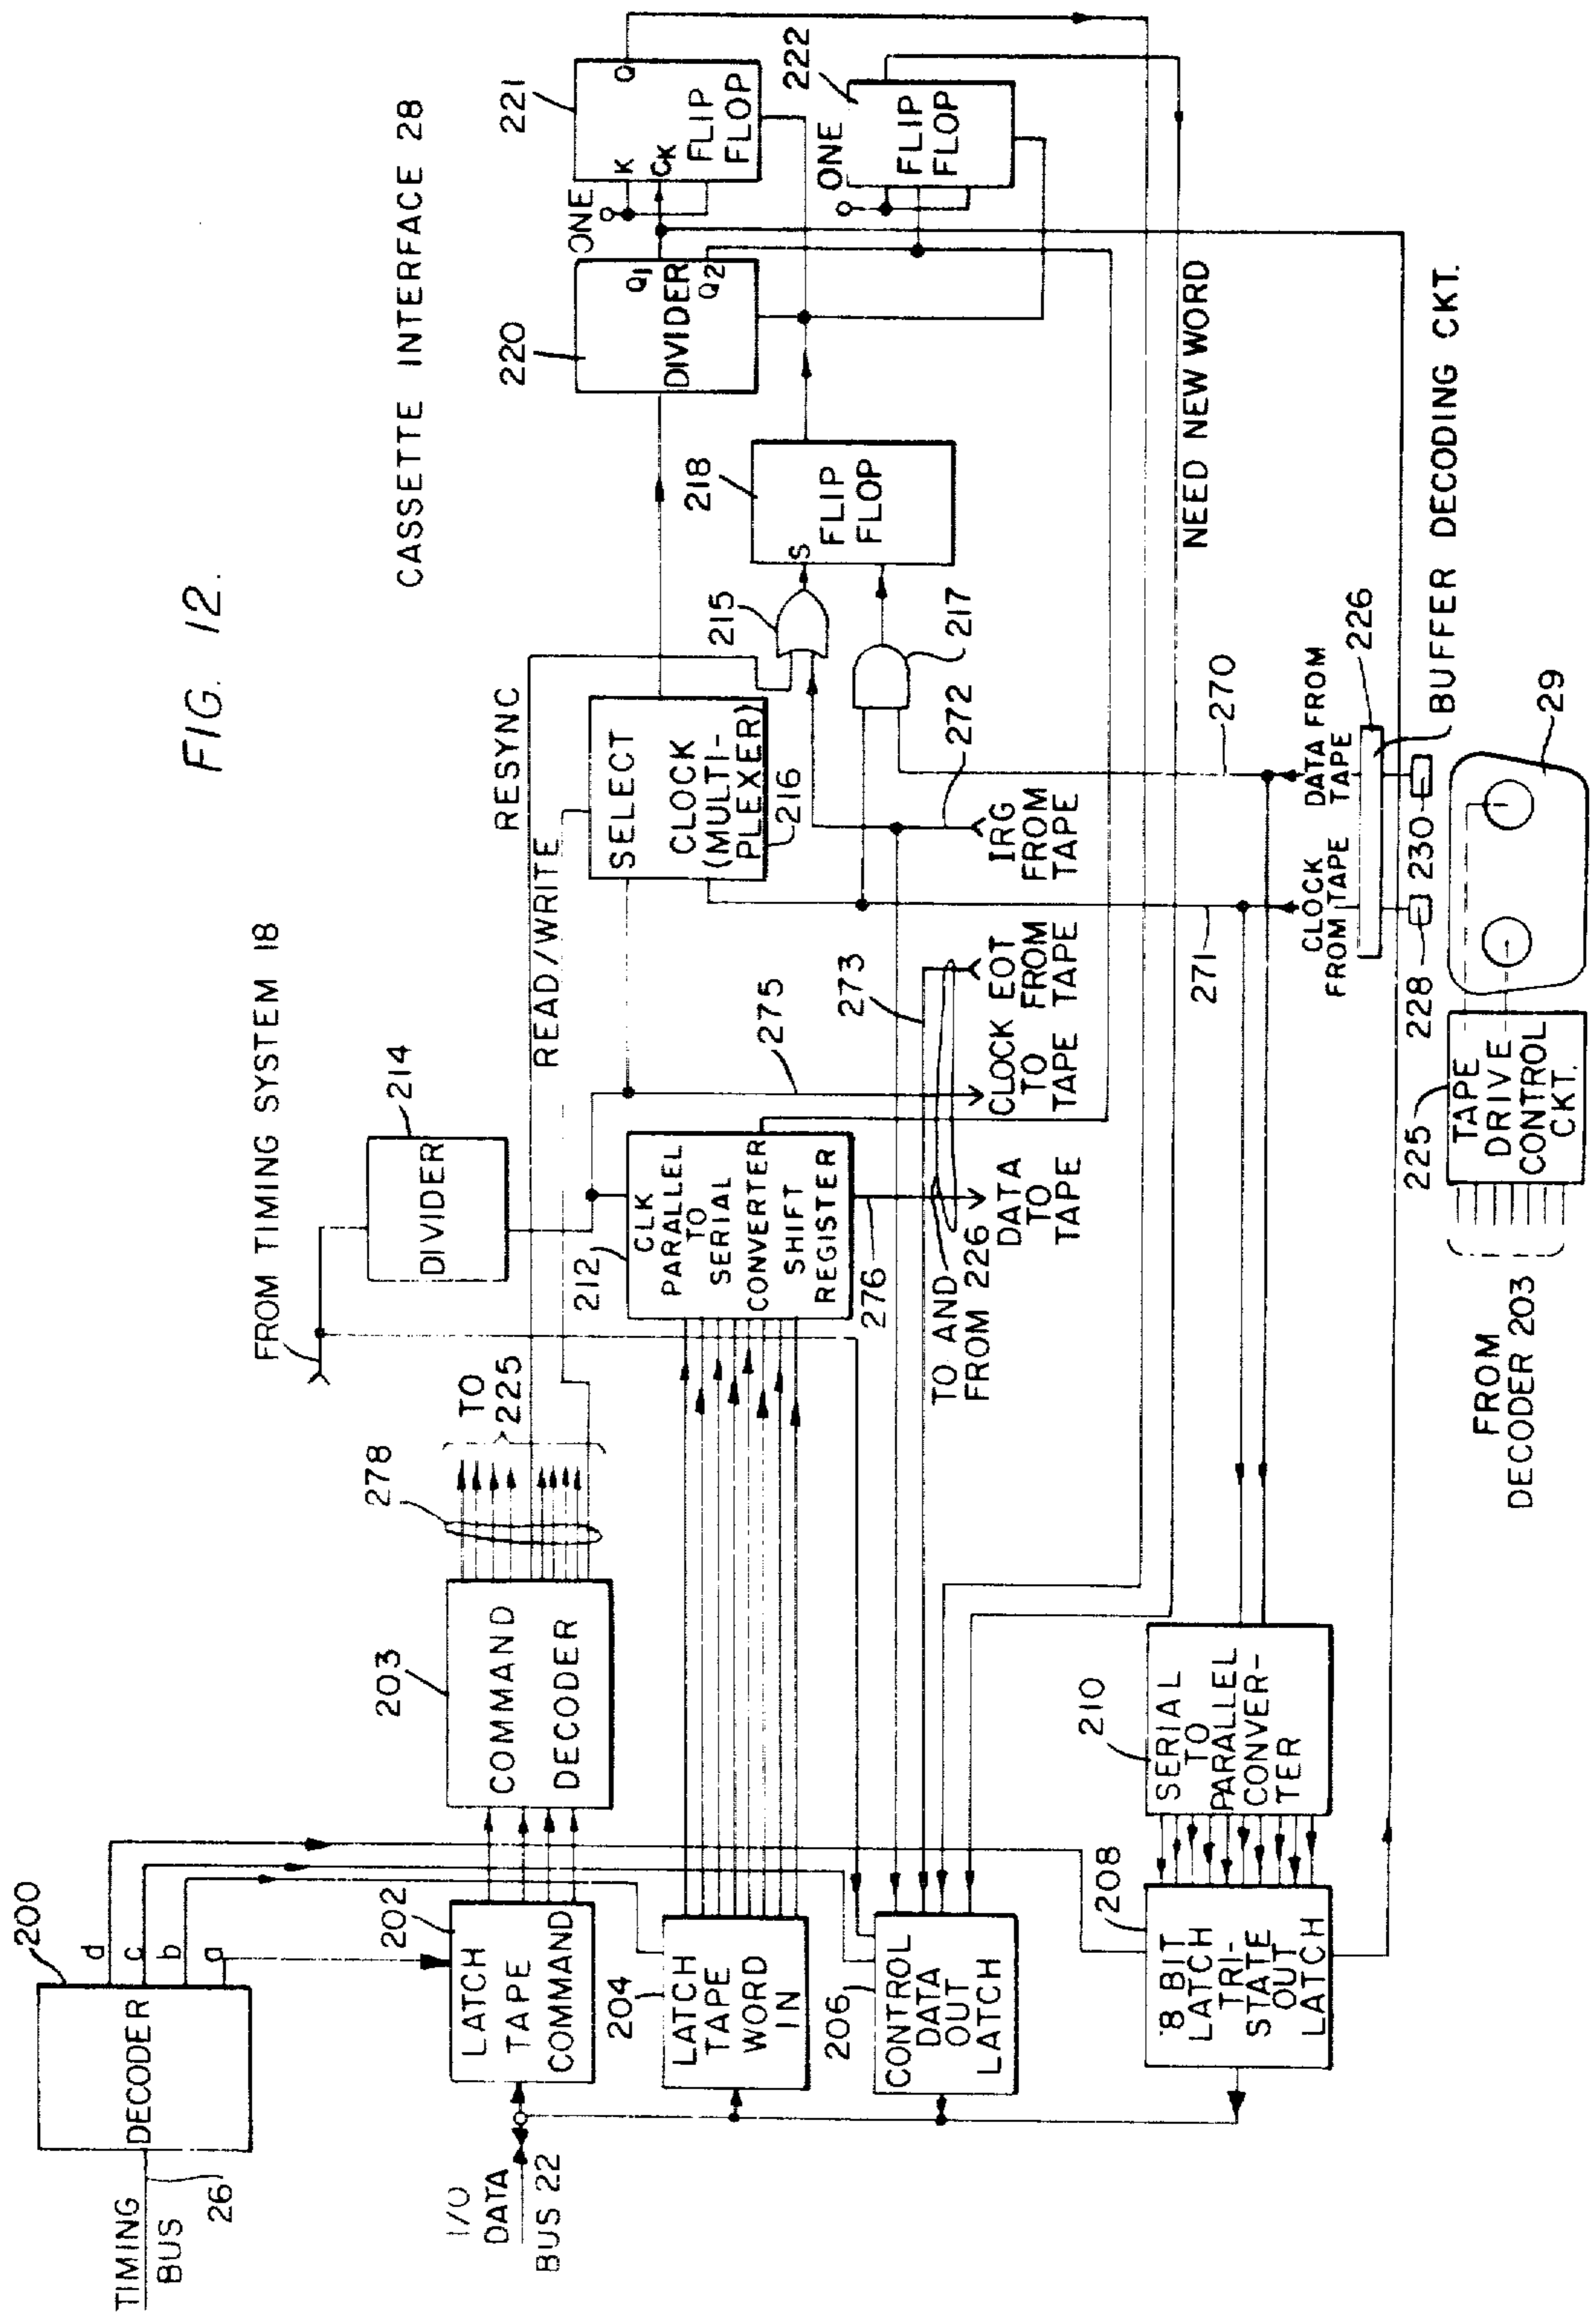 FIG. 12.
CASSETTE INTERFACE 28
TIMING
BUS
26
200
DECODER
a
b
c
d
I/O
DATA
BUS 22
202
LATCH
TAPE
COMMAND
203
COMMAND
DECODER
278
TO
225
FROM TIMING SYSTEM 18
214
DIVIDER
RESYNC
READ/WRITE
204
LATCH
TAPE
WORD
IN
212
CLK
PARALLEL
TO
SERIAL
CONVERTER
SHIFT
REGISTER
276
275
SELECT
CLOCK
(MULTI-
PLEXER)
216
215
217
218
S
FLIP
FLOP
220
DIVIDER
Q1
Q2
ONE
221
K
CK
Q
FLIP
FLOP
222
ONE
FLIP
FLOP
206
CONTROL
DATA
OUT
LATCH
TO AND
FROM 226
DATA
TO
TAPE
CLOCK
TO
TAPE
EOT
FROM
TAPE
273
IRG
FROM
TAPE
272
270
271
NEED NEW WORD
208
8 BIT
LATCH
TRI-
STATE
OUT
LATCH
210
SERIAL
TO
PARALLEL
CONVER-
TER
CLOCK
FROM TAPE
DATA FROM
TAPE
226
BUFFER DECODING CKT.
228
230
29
225
TAPE
DRIVE
CONTROL
CKT.
FROM
DECODER 203